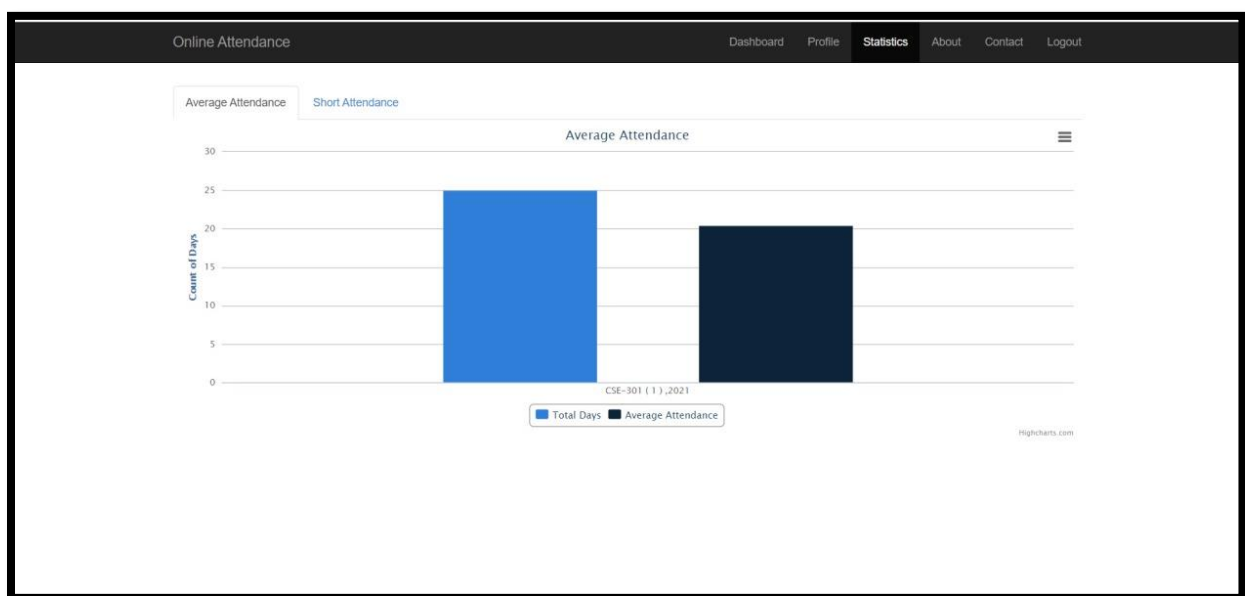 Online Attendance
Dashboard Profile Statistics About Contact Logout
Average Attendance Short Attendance
Average Attendance
30
25
20
15
10
5
0
Count of Days
CSE-301 ( 1 ) ,2021
Total Days Average Attendance
Highcharts.com